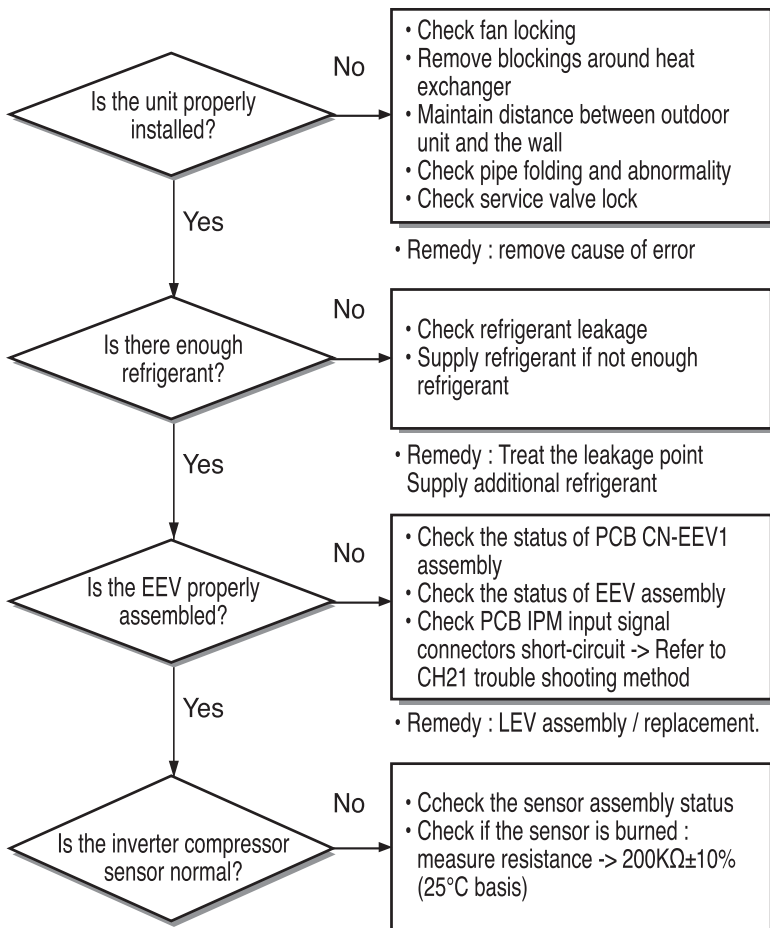 Is the unit properly
installed?
No
• Check fan locking
• Remove blockings around heat
exchanger
• Maintain distance between outdoor
unit and the wall
• Check pipe folding and abnormality
• Check service valve lock
• Remedy : remove cause of error
Yes
Is there enough
refrigerant?
No
• Check refrigerant leakage
• Supply refrigerant if not enough
refrigerant
• Remedy : Treat the leakage point
Supply additional refrigerant
Yes
Is the EEV properly
assembled?
No
• Check the status of PCB CN-EEV1
assembly
• Check the status of EEV assembly
• Check PCB IPM input signal
connectors short-circuit -> Refer to
CH21 trouble shooting method
• Remedy : LEV assembly / replacement.
Yes
Is the inverter compressor
sensor normal?
No
• Ccheck the sensor assembly status
• Check if the sensor is burned :
measure resistance -> 200KΩ±10%
(25°C basis)